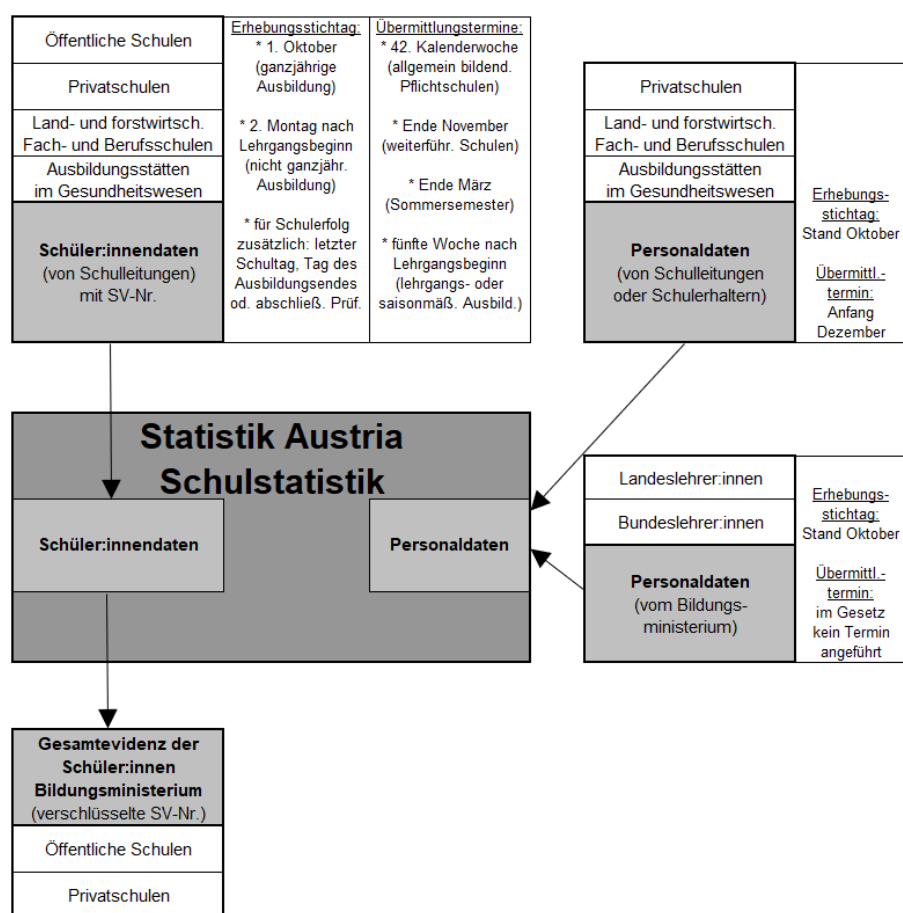 Öffentliche Schulen
Privatschulen
Land- und forstwirtsch.
Fach- und Berufsschulen
Ausbildungsstätten
im Gesundheitswesen
Schüler:innendaten
(von Schulleitungen)
mit SV-Nr.
Erhebungsstichtag:
* 1. Oktober
(ganzjährige
Ausbildung)
* 2. Montag nach
Lehrgangsbeginn
(nicht ganzjähr.
Ausbildung)
* für Schulerfolg
zusätzlich: letzter
Schultag, Tag des
Ausbildungsendes
od. abschließ. Prüf.
Übermittlungstermine:
* 42. Kalenderwoche
(allgemein bildend.
Pflichtschulen)
* Ende November
(weiterführ. Schulen)
* Ende März
(Sommersemester)
* fünfte Woche nach
Lehrgangsbeginn
(lehrgangs- oder
saisonmäß. Ausbild.)
Privatschulen
Land- und forstwirtsch.
Fach- und Berufsschulen
Ausbildungsstätten
im Gesundheitswesen
Personaldaten
(von Schulleitungen
oder Schulerhaltern)
Erhebungs-
stichtag:
Stand Oktober
Übermittl.-
termin:
Anfang
Dezember
Statistik Austria
Schulstatistik
Schüler:innendaten
Personaldaten
Landeslehrer:innen
Bundeslehrer:innen
Personaldaten
(vom Bildungs-
ministerium)
Erhebungs-
stichtag:
Stand Oktober
Übermittl.-
termin:
im Gesetz
kein Termin
angeführt
Gesamtevidenz der
Schüler:innen
Bildungsministerium
(verschlüsselte SV-Nr.)
Öffentliche Schulen
Privatschulen